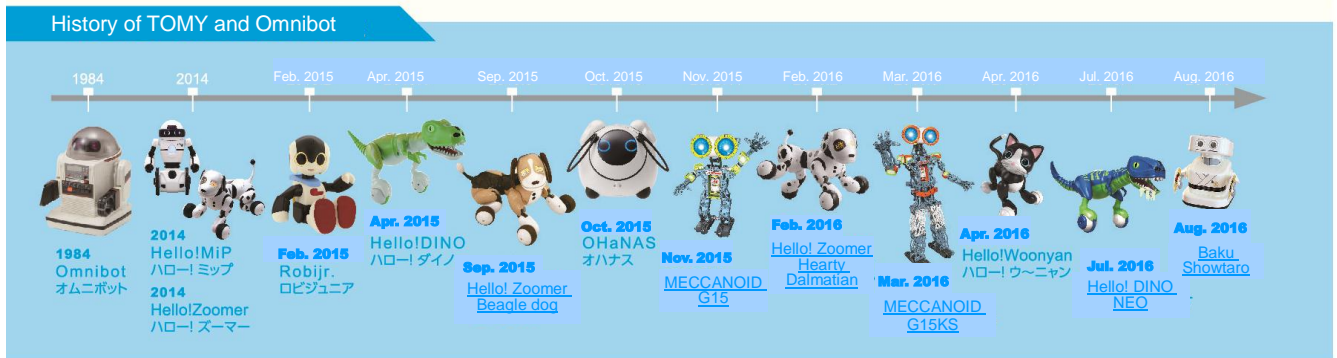 History of TOMY and Omnibot
1984
2014
Feb. 2015
Apr. 2015
Sep. 2015
Oct. 2015
Nov. 2015
Feb. 2016
Mar. 2016
Apr. 2016
Jul. 2016
Aug. 2016
1984
Omnibot
オムニボット
2014
Hello!MiP
ハロー! ミップ
2014
Hello!Zoomer
ハロー! ズーマー
Feb. 2015
Robijr.
ロビジュニア
Apr. 2015
Hello!DINO
ハロー! ダイノ
Sep. 2015
Hello! Zoomer
Beagle dog
Oct. 2015
OHaNAS
オハナス
Nov. 2015
MECCANOID
G15
Feb. 2016
Hello! Zoomer
Hearty
Dalmatian
Mar. 2016
MECCANOID
G15KS
Apr. 2016
Hello!Woonyan
ハロー! ウ〜ニャン
Jul. 2016
Hello! DINO
NEO
Aug. 2016
Baku
Showtaro